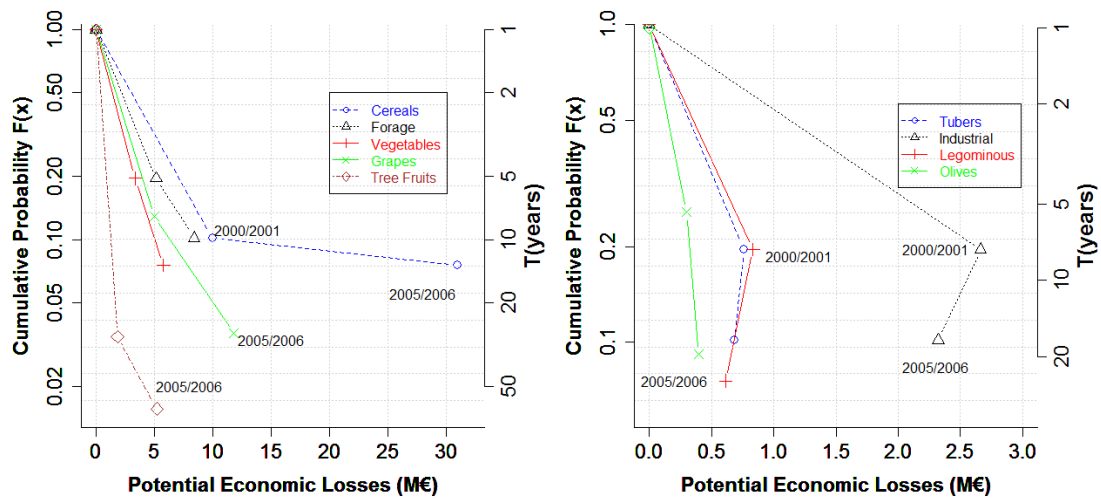 1.00
0.50
0.20
0.10
0.05
0.02
Cumulative Probability F(x)
Cereals
Forage
Vegetables
Grapes
Tree Fruits
2000/2001
2005/2006
2005/2006
2005/2006
1
2
5
10
20
50
T(years)
0 5 10 15 20 25 30
Potential Economic Losses (M€)
1.0
0.5
0.2
0.1
Cumulative Probability F(x)
Tubers
Industrial
Legominous
Olives
2000/2001
2000/2001
2005/2006
2005/2006
1
2
5
10
20
T(years)
0.0 0.5 1.0 1.5 2.0 2.5 3.0
Potential Economic Losses (M€)